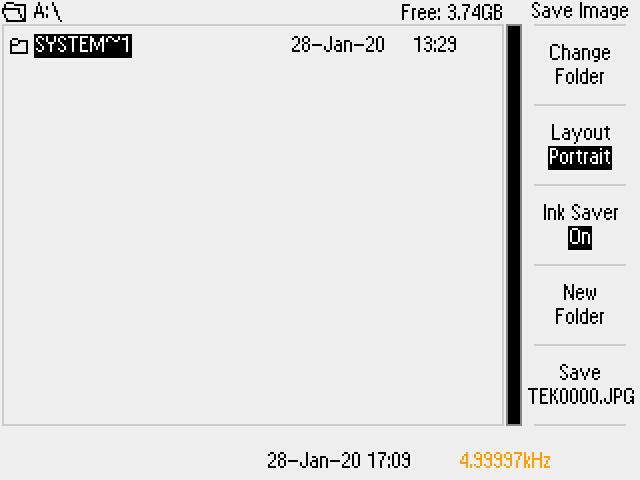 A:\ Free: 3.74GB Save Image
SYSTEM~1 28-Jan-20 13:29
Change
Folder
Layout
Portrait
Ink Saver
On
New
Folder
Save
TEK0000.JPG
28-Jan-20 17:09 4.99997kHz